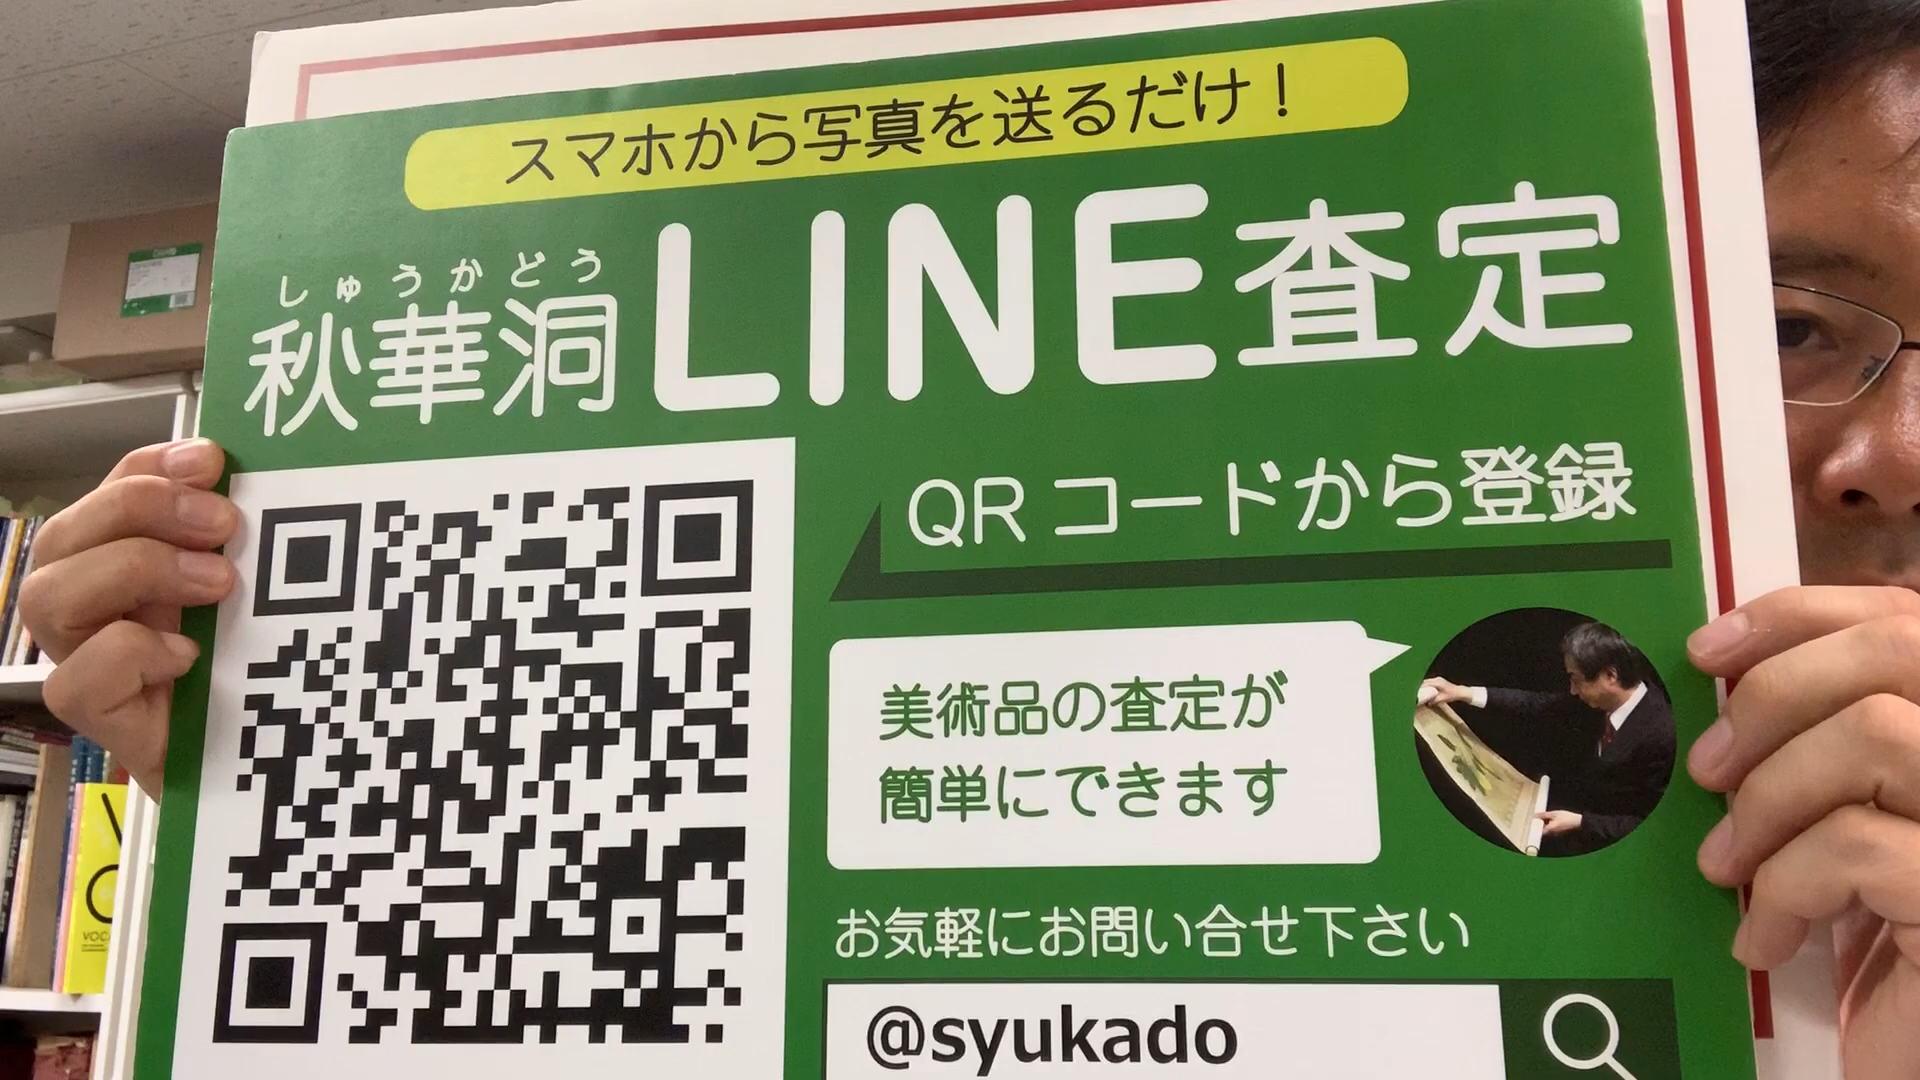 スマホから写真を送るだけ!
しゅうかどう
秋華洞LINE査定
QRコードから登録
美術品の査定が
簡単にできます
お気軽にお問い合せ下さい
@syukado
VOCA